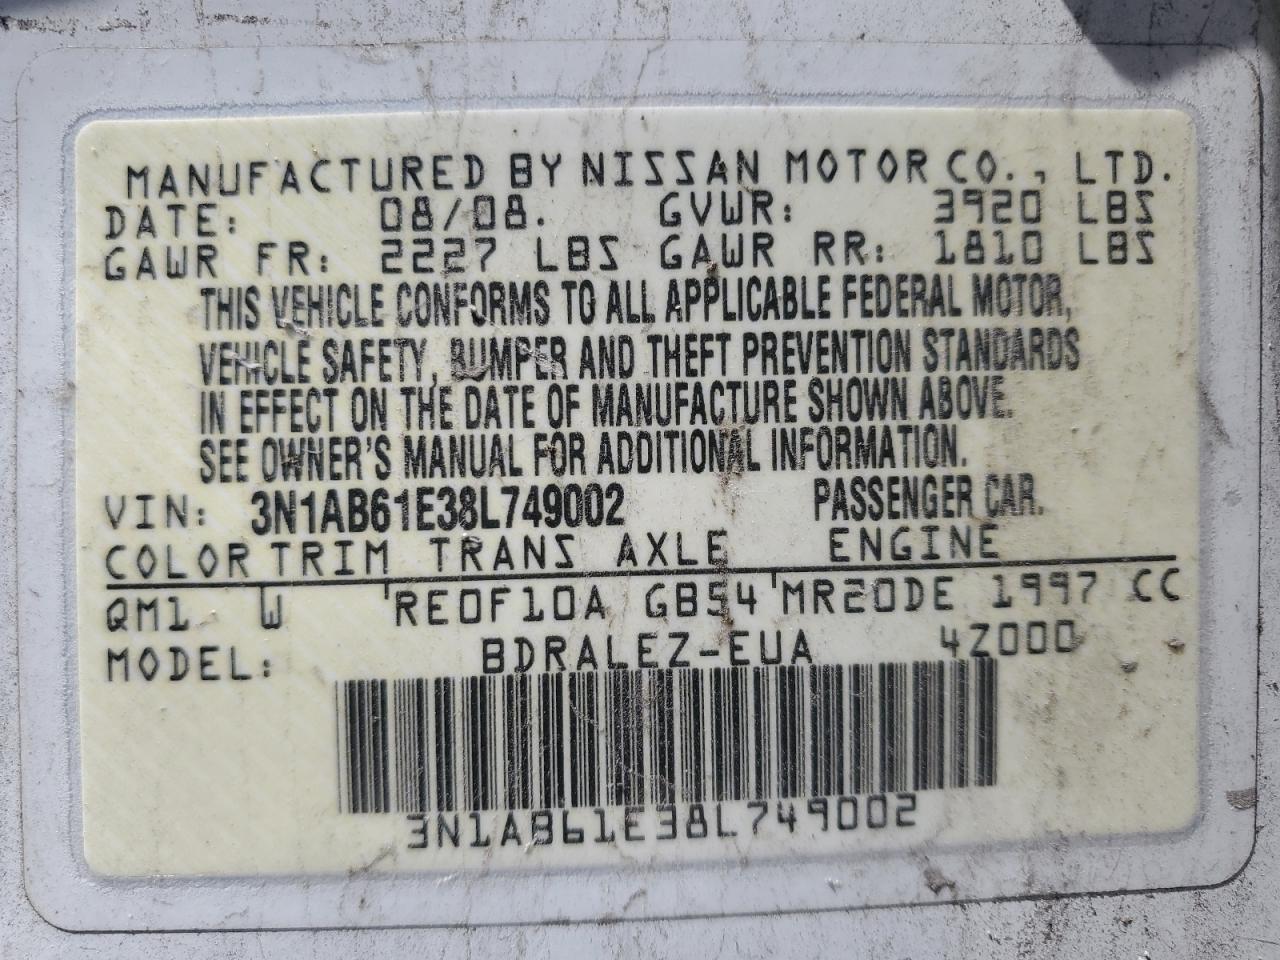 MANUFACTURED BY NISSAN MOTOR CO., LTD.
DATE: 08/08. GVWR: 3920 LBS
GAWR FR: 2227 LBS GAWR RR: 1810 LBS
THIS VEHICLE CONFORMS TO ALL APPLICABLE FEDERAL MOTOR,
VEHICLE SAFETY, BUMPER AND THEFT PREVENTION STANDARDS
IN EFFECT ON THE DATE OF MANUFACTURE SHOWN ABOVE.
SEE OWNER'S MANUAL FOR ADDITIONAL INFORMATION.
VIN: 3N1AB61E38L749002 PASSENGER CAR.
COLOR TRIM TRANS AXLE ENGINE
QM1 W RE0F10A GB54 MR20DE 1997 CC
MODEL: BDRALEZ-EUA 4Z000
3N1AB61E38L749002